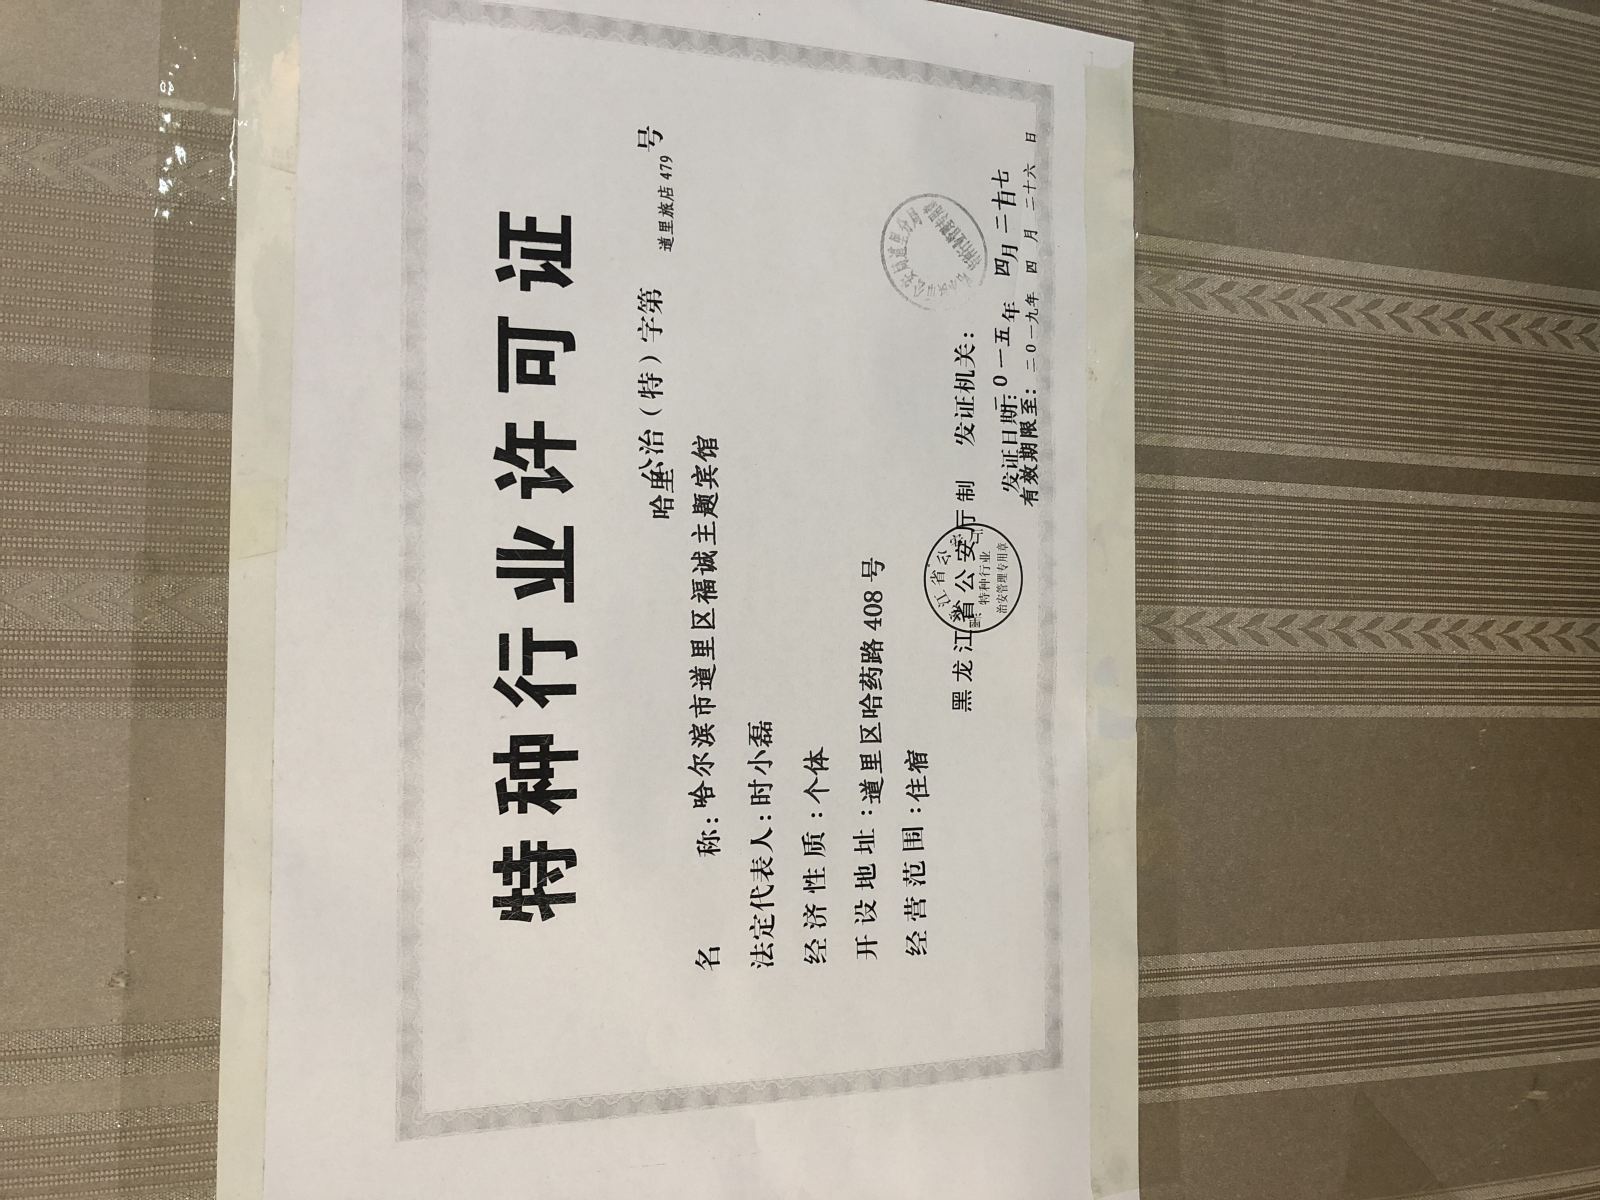 特种行业许可证
哈里公治（特）字第 道里旅店479 号
名 称：哈尔滨市道里区福诚主题宾馆
法定代表人：时小磊
经济性质：个体
开设地址：道里区哈药路408号
经营范围：住宿
黑龙江省公安厅制
特种行业
治安管理专用章
发证机关：
发证日期：二0一五年 四月 二十七
有效期限至：二0一九年 四 月 二十六 日